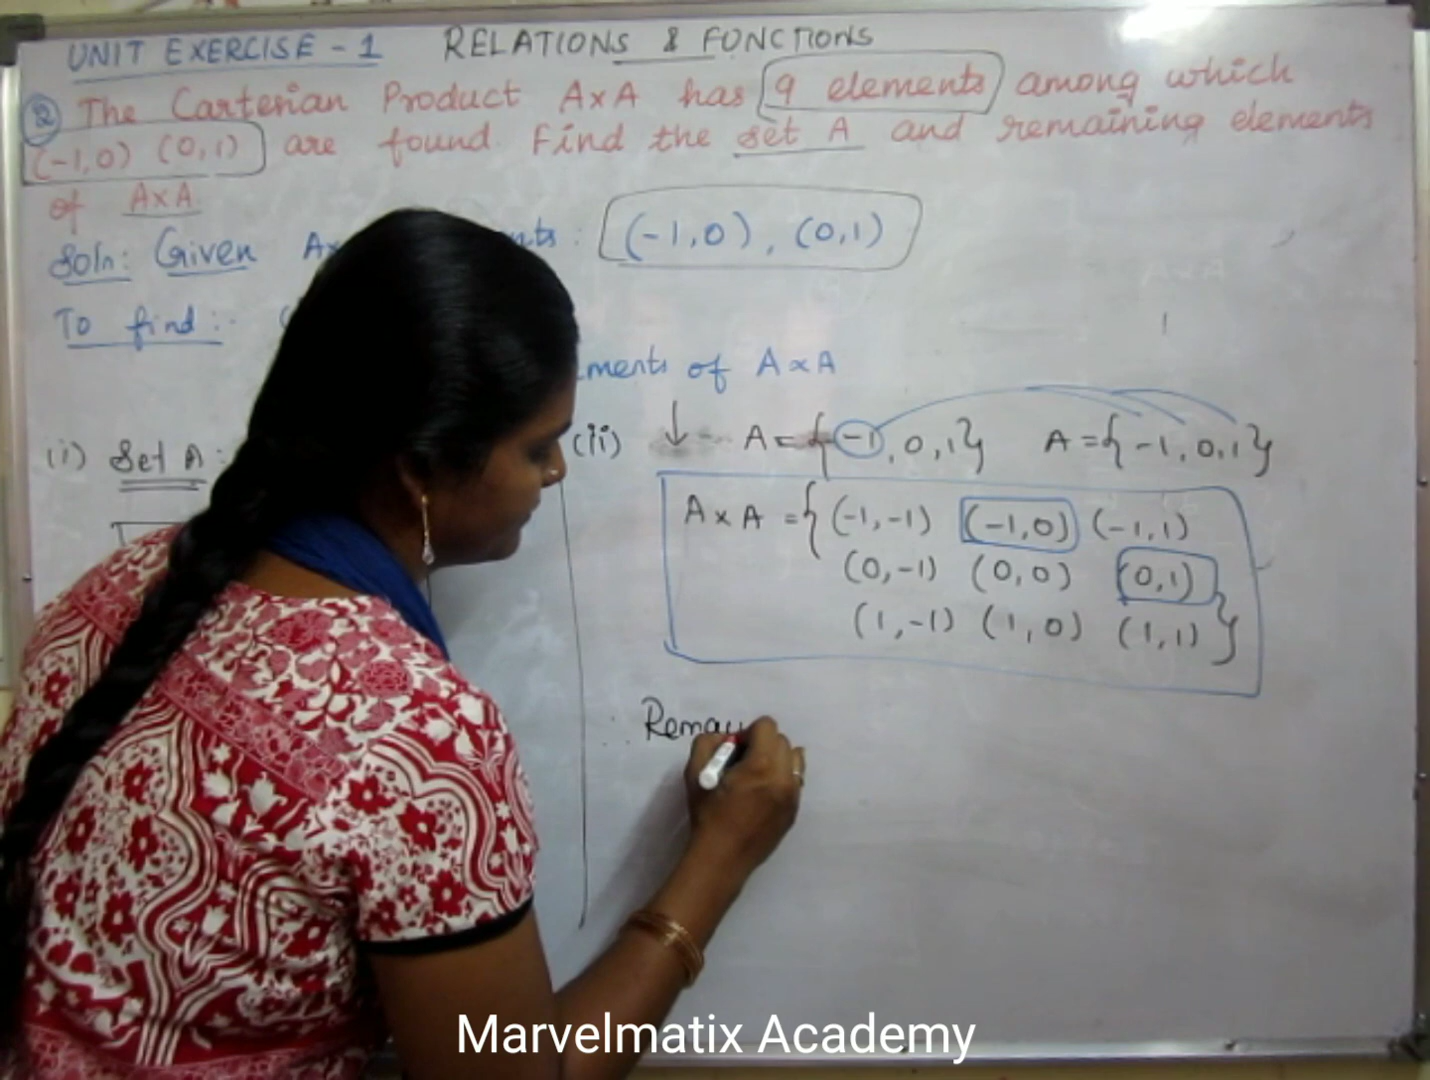 UNIT EXERCISE - 1 RELATIONS & FUNCTIONS
2 The Cartesian Product A×A has 9 elements among which
(-1,0) (0,1) are found. Find the set A and remaining elements
of A×A.
Soln: Given : (-1,0), (0,1)
To find :-
of A×A
(i) Set A: (ii) ↓ A={-1,0,1} A={-1,0,1}
A×A ={(-1,-1) (-1,0) (-1,1)
(0,-1) (0,0) (0,1)
(1,-1) (1,0) (1,1)}
Marvelmatix Academy